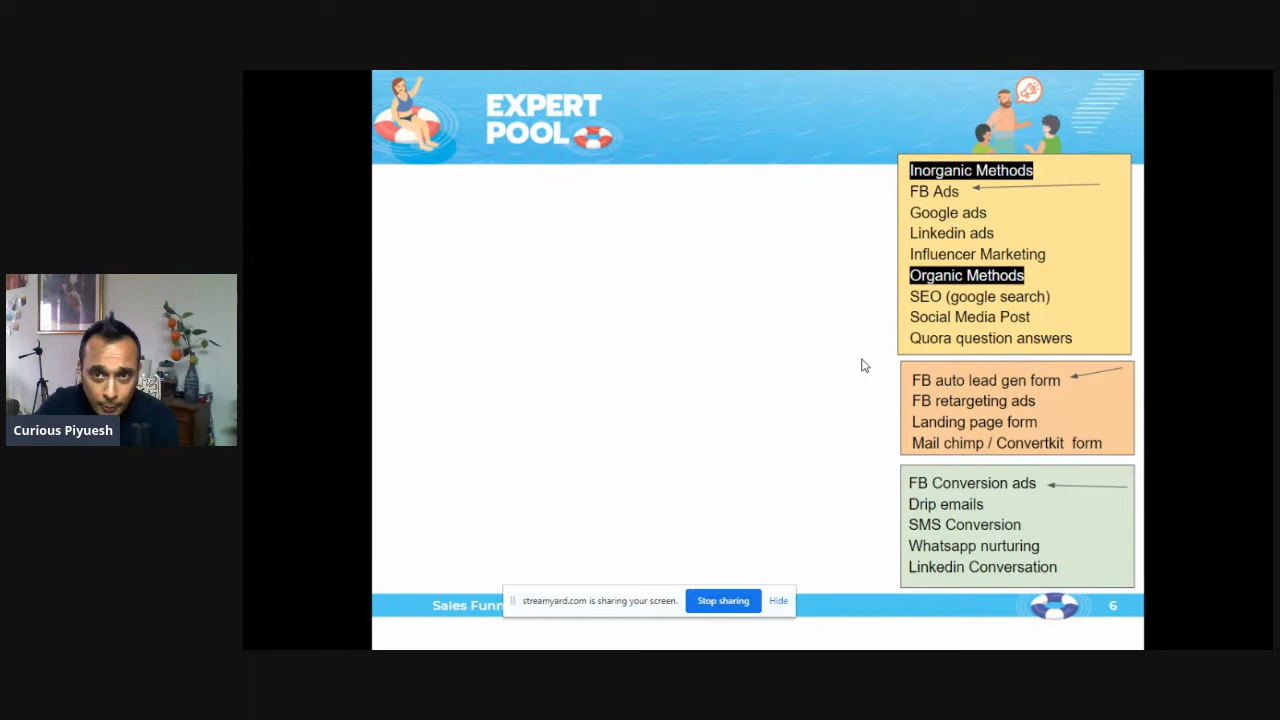 EXPERT
POOL
Inorganic Methods
FB Ads
Google ads
Linkedin ads
Influencer Marketing
Organic Methods
SEO (google search)
Social Media Post
Quora question answers
FB auto lead gen form
FB retargeting ads
Landing page form
Mail chimp / Convertkit form
FB Conversion ads
Drip emails
SMS Conversion
Whatsapp nurturing
Linkedin Conversation
Curious Piyuesh
streamyard.com is sharing your screen. Stop sharing Hide
Sales Funn
6